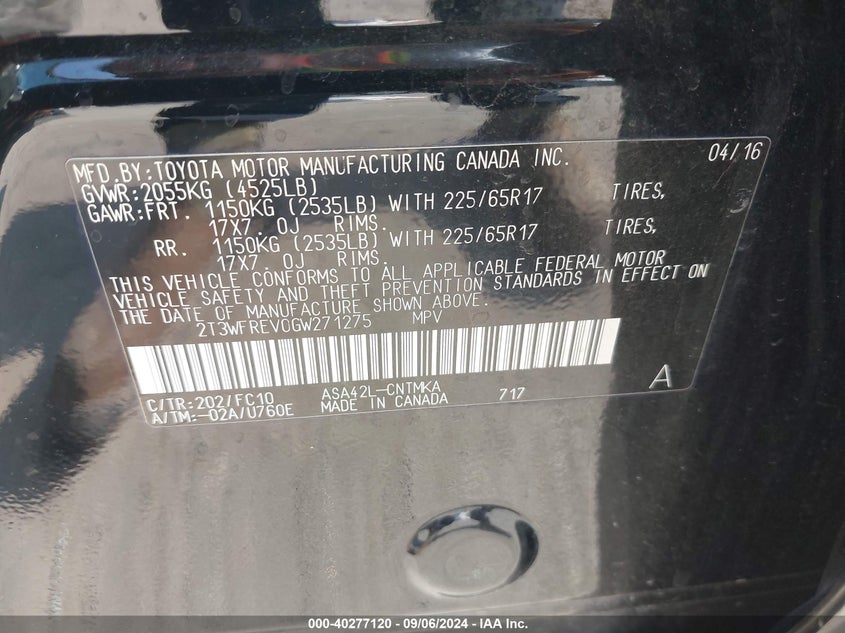 MFD.BY:TOYOTA MOTOR MANUFACTURING CANADA INC. 04/16
GVWR:2055KG (4525LB)
GAWR:FRT. 1150KG (2535LB) WITH 225/65R17 TIRES,
17X7.0J RIMS.
RR. 1150KG (2535LB) WITH 225/65R17 TIRES,
17X7.0J RIMS.
THIS VEHICLE CONFORMS TO ALL APPLICABLE FEDERAL MOTOR
VEHICLE SAFETY AND THEFT PREVENTION STANDARDS IN EFFECT ON
THE DATE OF MANUFACTURE SHOWN ABOVE.
2T3WFREV0GW271275 MPV
C/TR:202/FC10 ASA42L-CNTMKA A
A/TM:-02A/U760E MADE IN CANADA 717
000-40277120 - 09/06/2024 - IAA Inc.